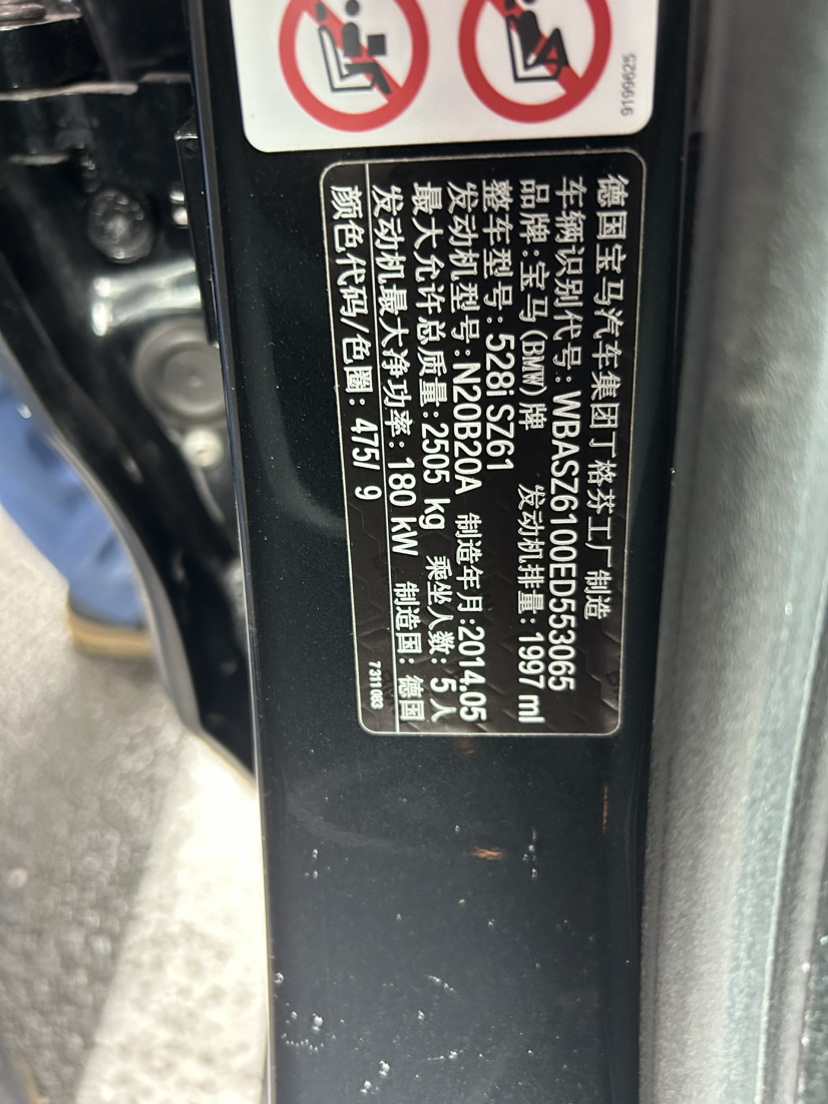 9199625
德国宝马汽车集团丁格芬工厂制造
车辆识别代号:WBASZ6100ED553065
品牌:宝马(BMW)牌 发动机排量:1997 ml
整车型号:528i SZ61
发动机型号:N20B20A 制造年月:2014.05
最大允许总质量:2505 kg 乘坐人数:5人
发动机最大净功率:180 kW 制造国:德国
颜色代码/色圈:475/ 9
7 311 083